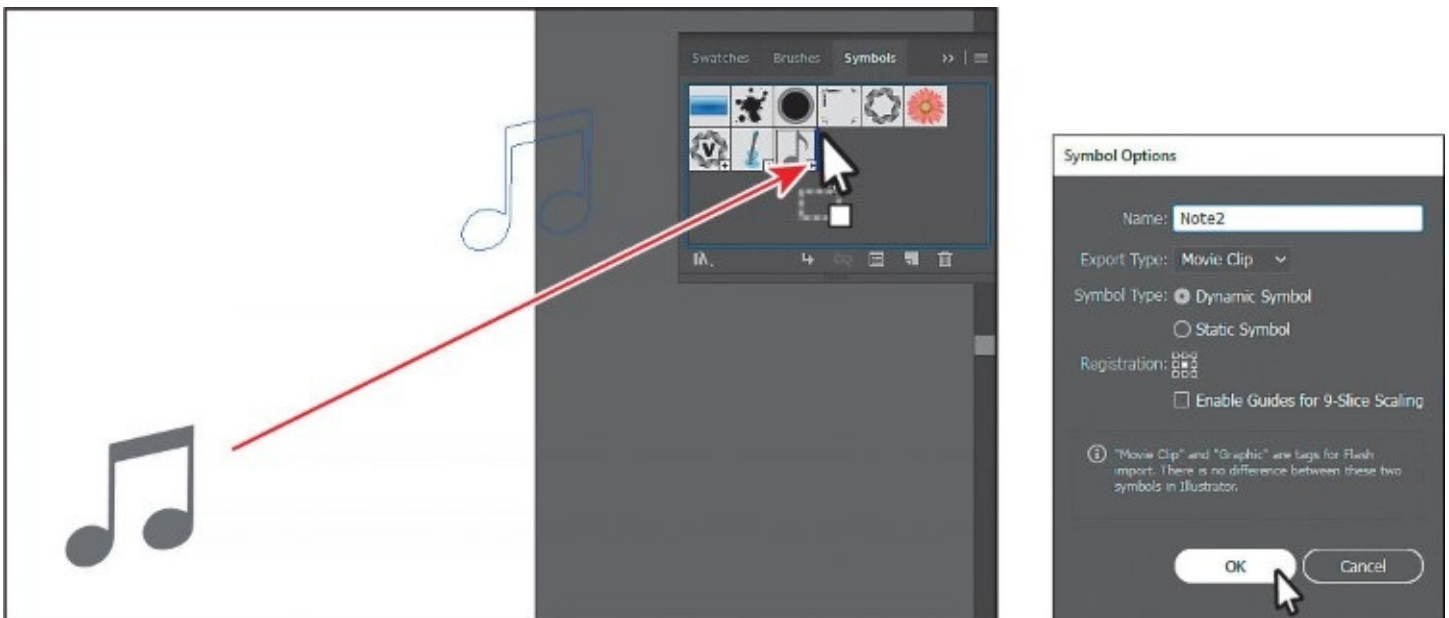 Swatches Brushes Symbols
V
Symbol Options
Name: Note2
Export Type: Movie Clip
Symbol Type: Dynamic Symbol
Static Symbol
Registration:
Enable Guides for 9-Slice Scaling
"Movie Clip" and "Graphic" are tags for Flash
import. There is no difference between these two
symbols in Illustrator.
OK Cancel